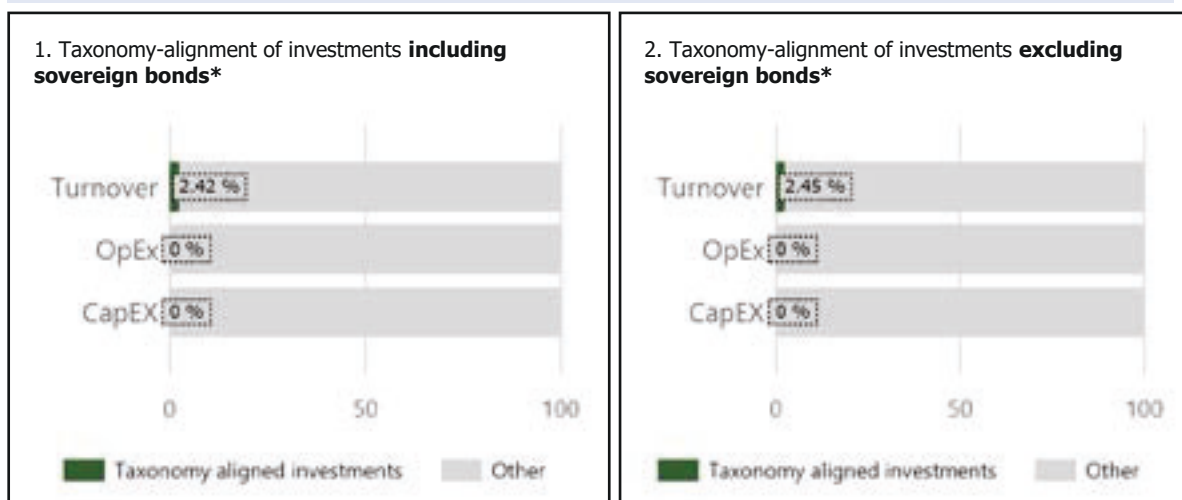 1. Taxonomy-alignment of investments including
sovereign bonds*
Turnover 2.42 %
OpEx 0 %
CapEX 0 %
0 50 100
Taxonomy aligned investments Other
2. Taxonomy-alignment of investments excluding
sovereign bonds*
Turnover 2.45 %
OpEx 0 %
CapEX 0 %
0 50 100
Taxonomy aligned investments Other